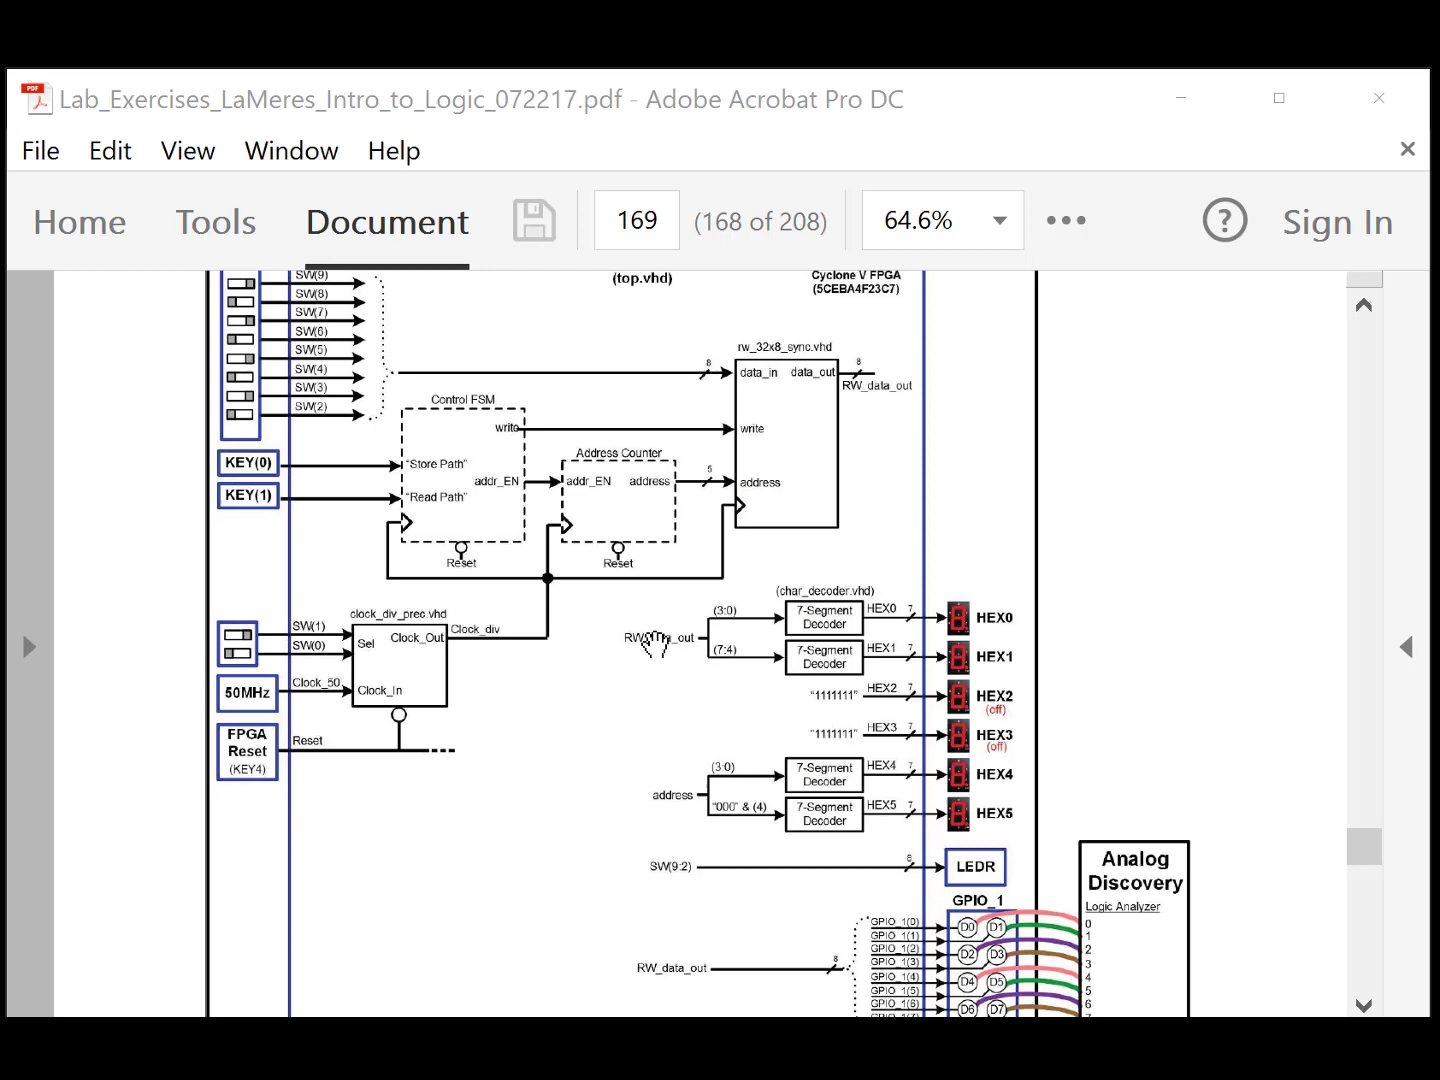 PDF
Lab_Exercises_LaMeres_Intro_to_Logic_072217.pdf - Adobe Acrobat Pro DC
File Edit View Window Help
Home Tools Document 169 (168 of 208) 64.6% Sign In
(top.vhd)
Cyclone V FPGA
(5CEBA4F23C7)
SW(9)
SW(8)
SW(7)
SW(6)
SW(5)
SW(4)
SW(3)
SW(2)
rw_32x8_sync.vhd
8
data_in data_out
8
RW_data_out
write
address
Control FSM
write
"Store Path"
addr_EN
"Read Path"
Reset
Address Counter
addr_EN address
5
Reset
KEY(0)
KEY(1)
clock_div_prec.vhd
SW(1)
SW(0)
Sel
Clock_Out
Clock_div
50MHz
Clock_50
Clock_In
FPGA
Reset
(KEY4)
Reset
(char_decoder.vhd)
(3:0)
7-Segment
Decoder
HEX0 7
HEX0
(7:4)
7-Segment
Decoder
HEX1 7
HEX1
"1111111" HEX2 7
HEX2
(off)
"1111111" HEX3 7
HEX3
(off)
address
(3:0)
7-Segment
Decoder
HEX4 7
HEX4
"000" & (4)
7-Segment
Decoder
HEX5 7
HEX5
SW(9:2)
8
LEDR
GPIO_1
RW_data_out
8
GPIO_1(0)
GPIO_1(1)
GPIO_1(2)
GPIO_1(3)
GPIO_1(4)
GPIO_1(5)
GPIO_1(6)
D0 D1
D2 D3
D4 D5
D6 D7
Analog
Discovery
Logic Analyzer
0
1
2
3
4
5
6